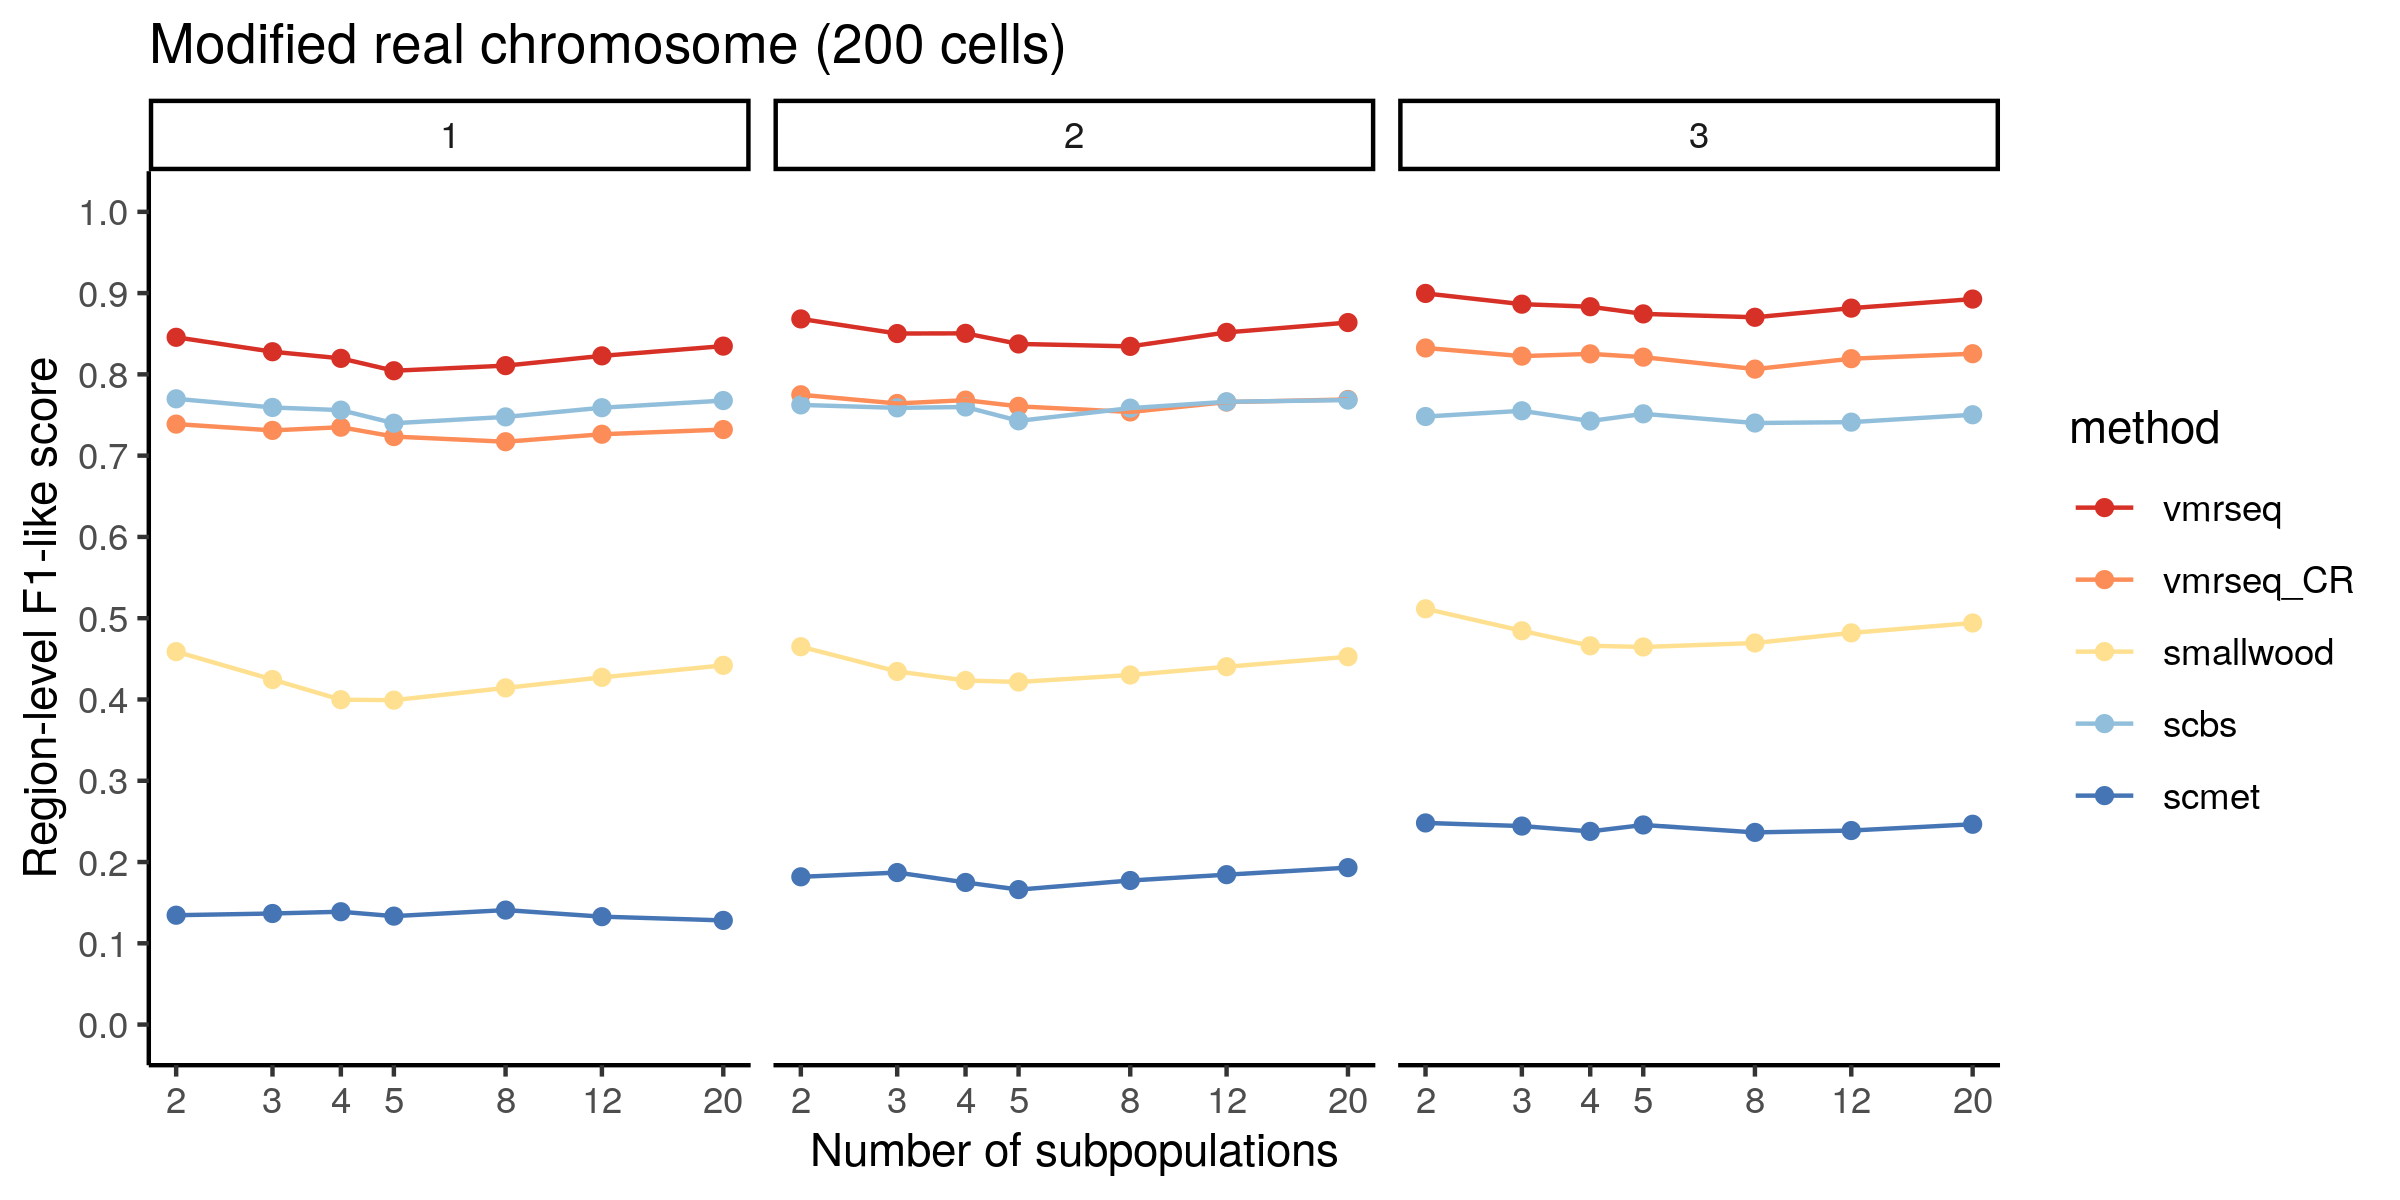 Modified real chromosome (200 cells)
1
2
3
Region-level F1-like score
1.0
0.9
0.8
0.7
0.6
0.5
0.4
0.3
0.2
0.1
0.0
2 3 4 5 8 12 20
2 3 4 5 8 12 20
2 3 4 5 8 12 20
Number of subpopulations
method
vmrseq
vmrseq_CR
smallwood
scbs
scmet